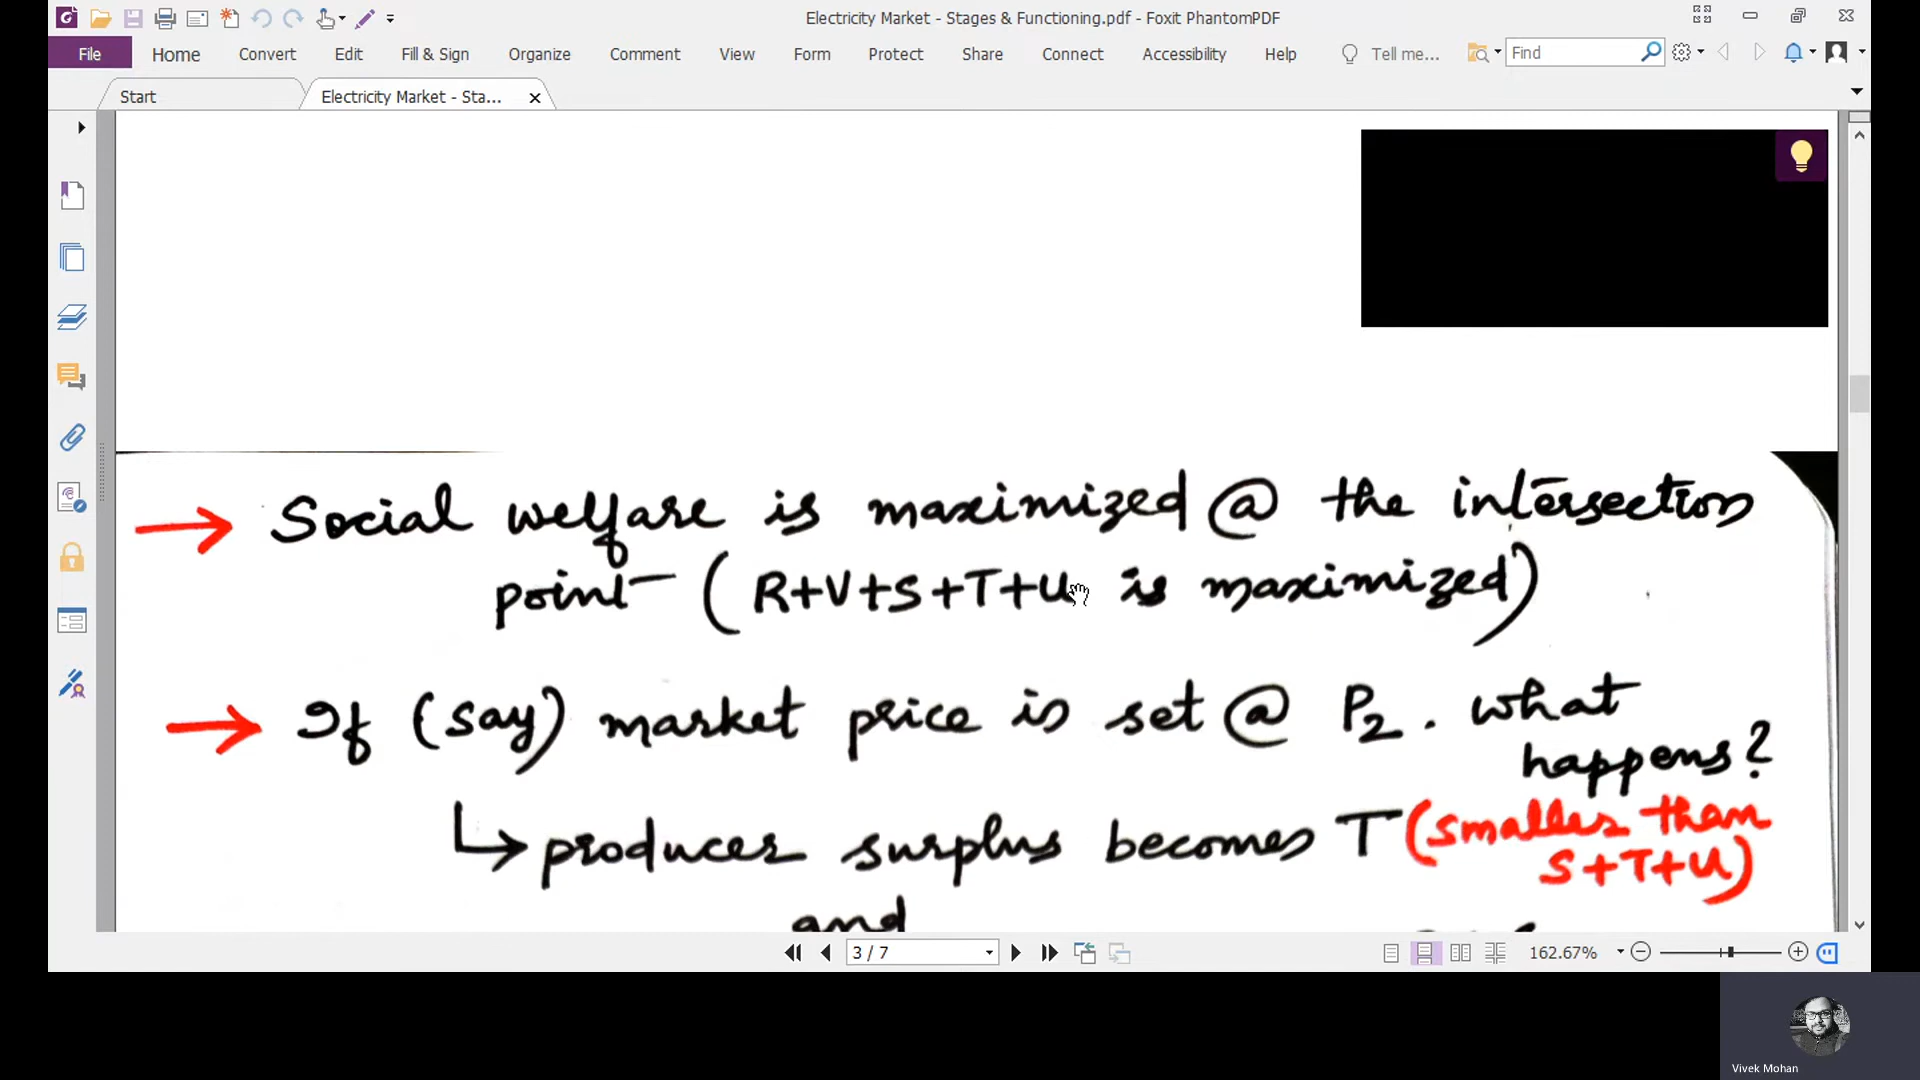 Electricity Market - Stages & Functioning.pdf - Foxit PhantomPDF
File Home Convert Edit Fill & Sign Organize Comment View Form Protect Share Connect Accessibility Help Tell me... Find
Start Electricity Market - Sta...
→ Social welfare is maximized @ the intersection
point (R+V+S+T+U is maximized)
→ If (say) market price is set @ P2. what
happens?
↳ producer surplus becomes T (smaller than
S+T+U)
and
3 / 7 162.67%
Vivek Mohan